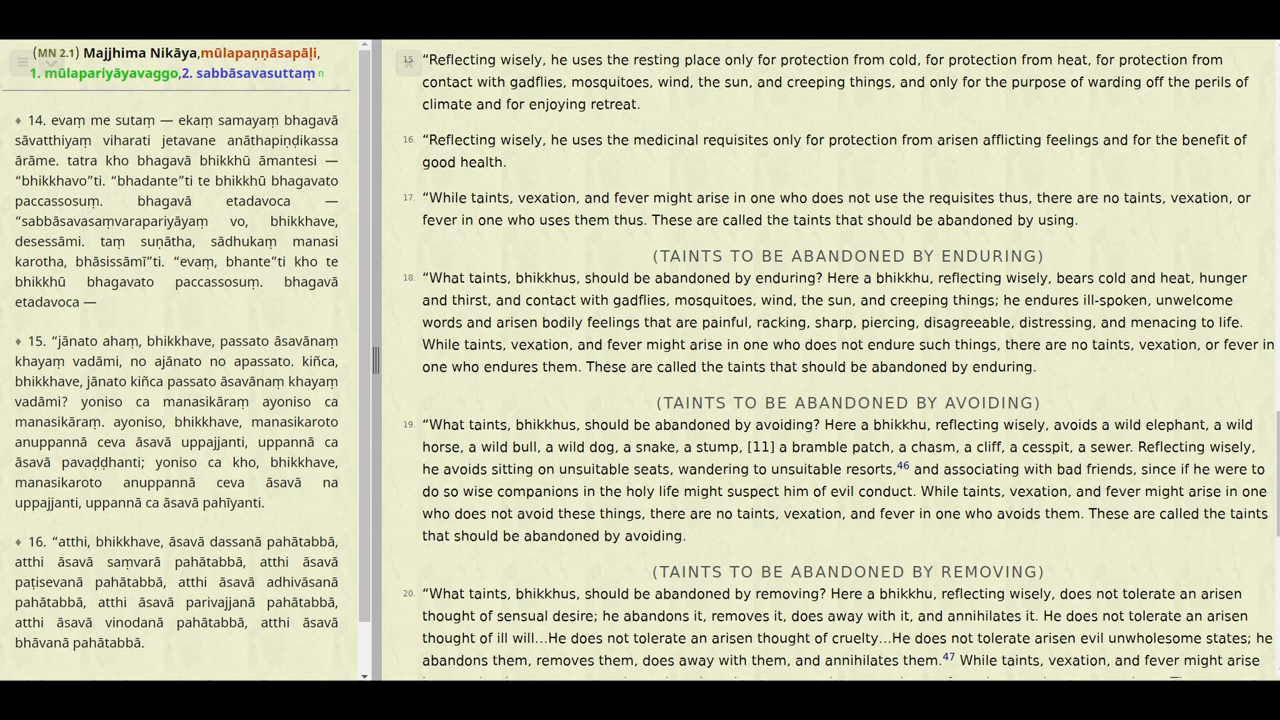 (MN 2.1) Majjhima Nikāya,mūlapaṇṇāsapāḷi,
1. mūlapariyāyavaggo,2. sabbāsavasuttaṃ n
♦ 14. evaṃ me sutaṃ — ekaṃ samayaṃ bhagavā
sāvatthiyaṃ viharati jetavane anāthapiṇḍikassa
ārāme. tatra kho bhagavā bhikkhū āmantesi —
“bhikkhavo”ti. “bhadante”ti te bhikkhū bhagavato
paccassosuṃ. bhagavā etadavoca —
“sabbāsavasaṃvarapariyāyaṃ vo, bhikkhave,
desessāmi. taṃ suṇātha, sādhukaṃ manasi
karotha, bhāsissāmī”ti. “evaṃ, bhante”ti kho te
bhikkhū bhagavato paccassosuṃ. bhagavā
etadavoca —
♦ 15. “jānato ahaṃ, bhikkhave, passato āsavānaṃ
khayaṃ vadāmi, no ajānato no apassato. kiñca,
bhikkhave, jānato kiñca passato āsavānaṃ khayaṃ
vadāmi? yoniso ca manasikāraṃ ayoniso ca
manasikāraṃ. ayoniso, bhikkhave, manasikaroto
anuppannā ceva āsavā uppajjanti, uppannā ca
āsavā pavaḍḍhanti; yoniso ca kho, bhikkhave,
manasikaroto anuppannā ceva āsavā na
uppajjanti, uppannā ca āsavā pahīyanti.
♦ 16. “atthi, bhikkhave, āsavā dassanā pahātabbā,
atthi āsavā saṃvarā pahātabbā, atthi āsavā
paṭisevanā pahātabbā, atthi āsavā adhivāsanā
pahātabbā, atthi āsavā parivajjanā pahātabbā,
atthi āsavā vinodanā pahātabbā, atthi āsavā
bhāvanā pahātabbā.
15. “Reflecting wisely, he uses the resting place only for protection from cold, for protection from heat, for protection from
contact with gadflies, mosquitoes, wind, the sun, and creeping things, and only for the purpose of warding off the perils of
climate and for enjoying retreat.
16. “Reflecting wisely, he uses the medicinal requisites only for protection from arisen afflicting feelings and for the benefit of
good health.
17. “While taints, vexation, and fever might arise in one who does not use the requisites thus, there are no taints, vexation, or
fever in one who uses them thus. These are called the taints that should be abandoned by using.
(TAINTS TO BE ABANDONED BY ENDURING)
18. “What taints, bhikkhus, should be abandoned by enduring? Here a bhikkhu, reflecting wisely, bears cold and heat, hunger
and thirst, and contact with gadflies, mosquitoes, wind, the sun, and creeping things; he endures ill-spoken, unwelcome
words and arisen bodily feelings that are painful, racking, sharp, piercing, disagreeable, distressing, and menacing to life.
While taints, vexation, and fever might arise in one who does not endure such things, there are no taints, vexation, or fever in
one who endures them. These are called the taints that should be abandoned by enduring.
(TAINTS TO BE ABANDONED BY AVOIDING)
19. “What taints, bhikkhus, should be abandoned by avoiding? Here a bhikkhu, reflecting wisely, avoids a wild elephant, a wild
horse, a wild bull, a wild dog, a snake, a stump, [11] a bramble patch, a chasm, a cliff, a cesspit, a sewer. Reflecting wisely,
he avoids sitting on unsuitable seats, wandering to unsuitable resorts,46 and associating with bad friends, since if he were to
do so wise companions in the holy life might suspect him of evil conduct. While taints, vexation, and fever might arise in one
who does not avoid these things, there are no taints, vexation, and fever in one who avoids them. These are called the taints
that should be abandoned by avoiding.
(TAINTS TO BE ABANDONED BY REMOVING)
20. “What taints, bhikkhus, should be abandoned by removing? Here a bhikkhu, reflecting wisely, does not tolerate an arisen
thought of sensual desire; he abandons it, removes it, does away with it, and annihilates it. He does not tolerate an arisen
thought of ill will…He does not tolerate an arisen thought of cruelty…He does not tolerate arisen evil unwholesome states; he
abandons them, removes them, does away with them, and annihilates them.47 While taints, vexation, and fever might arise